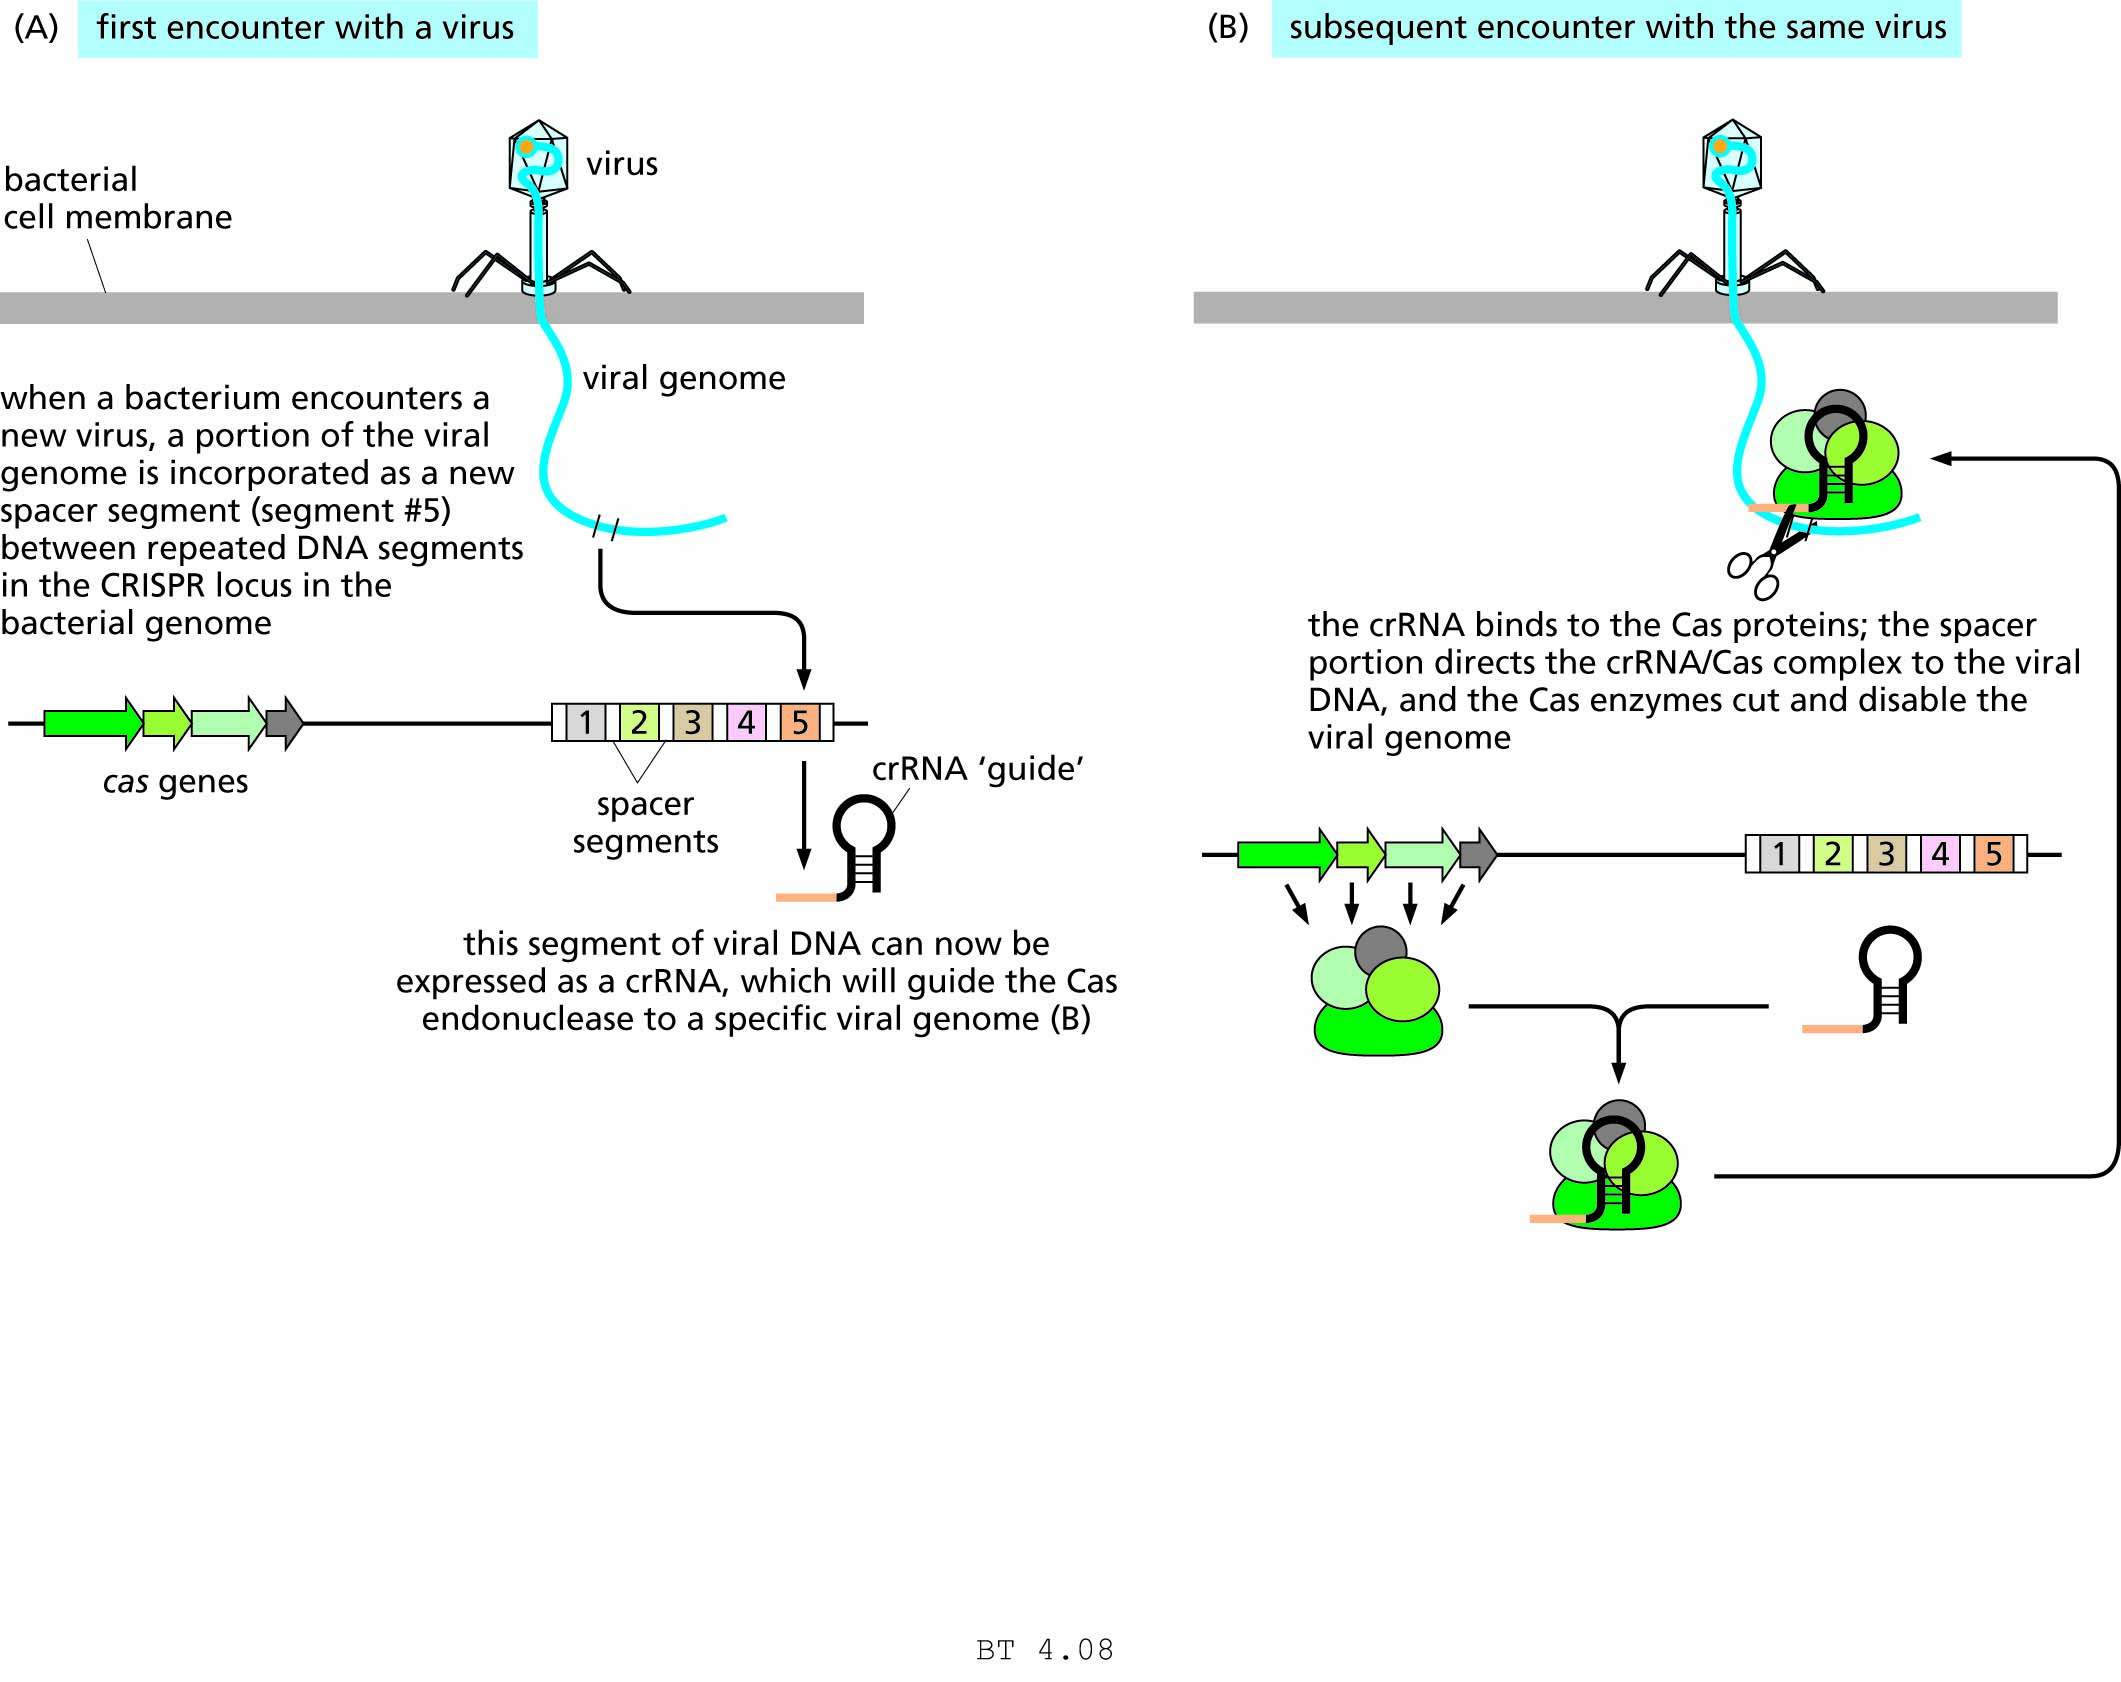 (A) first encounter with a virus
bacterial
cell membrane
virus
viral genome
when a bacterium encounters a
new virus, a portion of the viral
genome is incorporated as a new
spacer segment (segment #5)
between repeated DNA segments
in the CRISPR locus in the
bacterial genome
1 2 3 4 5
cas genes
spacer
segments
crRNA ‘guide’
this segment of viral DNA can now be
expressed as a crRNA, which will guide the Cas
endonuclease to a specific viral genome (B)
(B) subsequent encounter with the same virus
the crRNA binds to the Cas proteins; the spacer
portion directs the crRNA/Cas complex to the viral
DNA, and the Cas enzymes cut and disable the
viral genome
1 2 3 4 5
BT 4.08